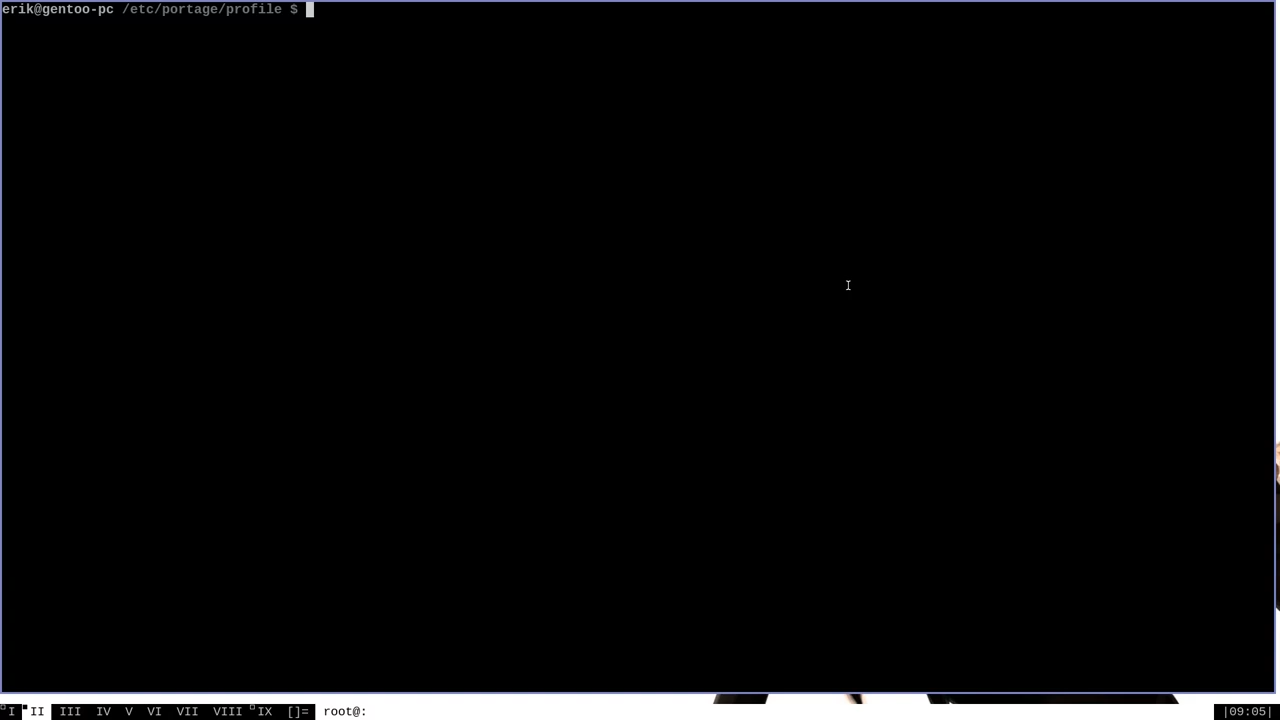 erik@gentoo-pc /etc/portage/profile $
I II III IV V VI VII VIII IX []= root@: |09:05|